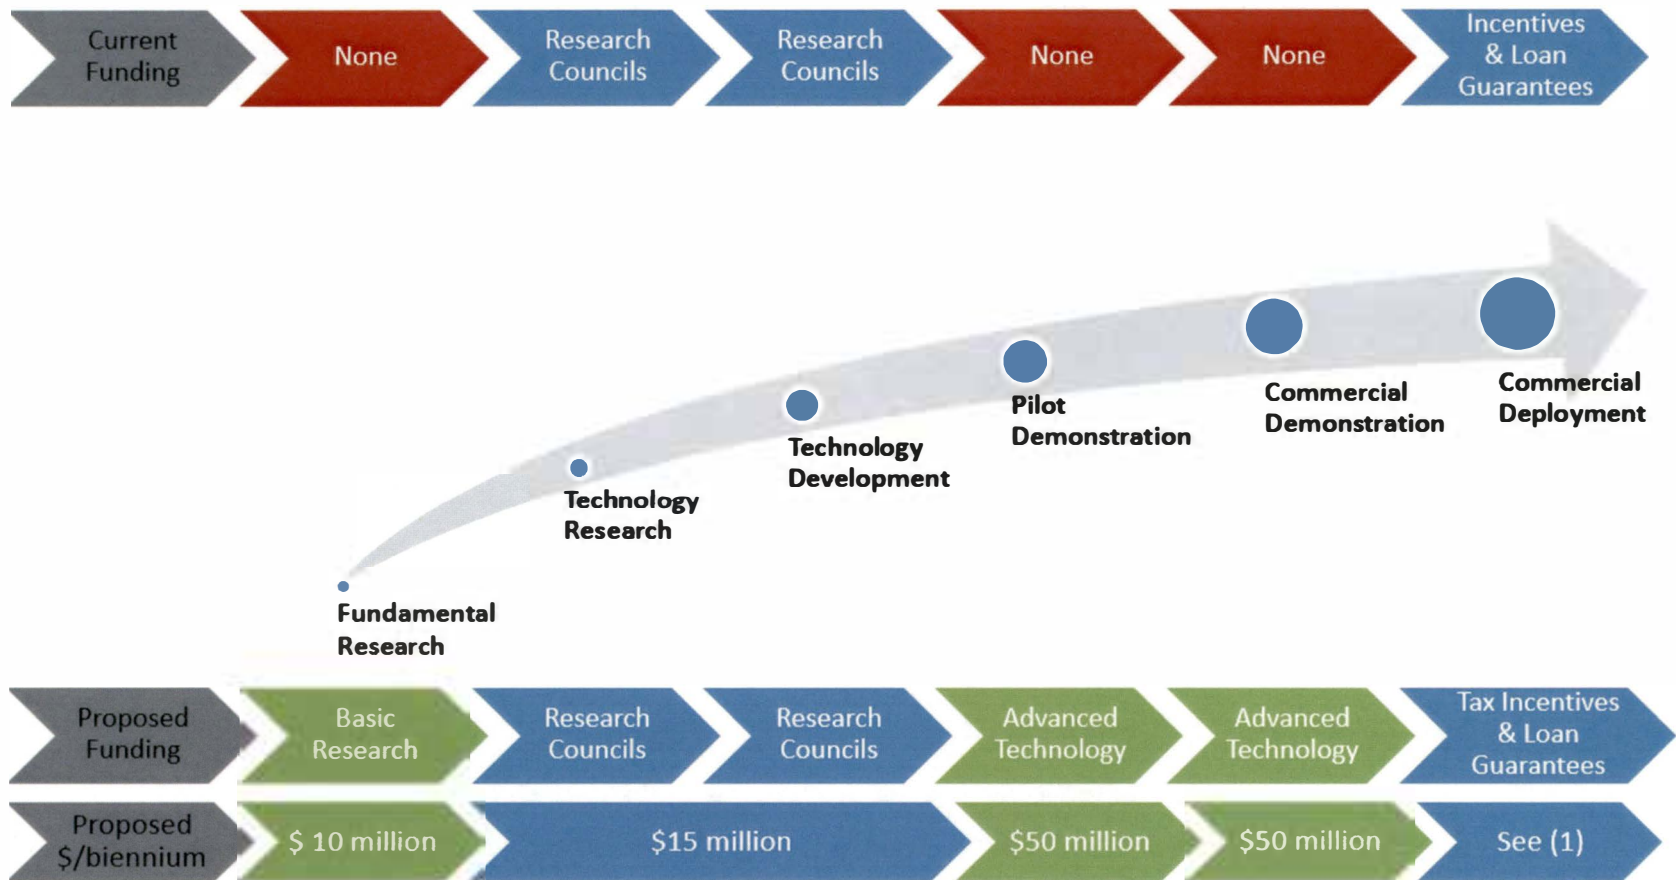 Current
Funding
None
Research
Councils
Research
Councils
None
None
Incentives
& Loan
Guarantees
Commercial
Deployment
Commercial
Demonstration
Pilot
Demonstration
Technology
Development
Technology
Research
Fundamental
Research
Proposed
Funding
Basic
Research
Research
Councils
Research
Councils
Advanced
Technology
Advanced
Technology
Tax Incentives
& Loan
Guarantees
Proposed
$/biennium
$ 10 million
$15 million
$50 million
$50 million
See (1)